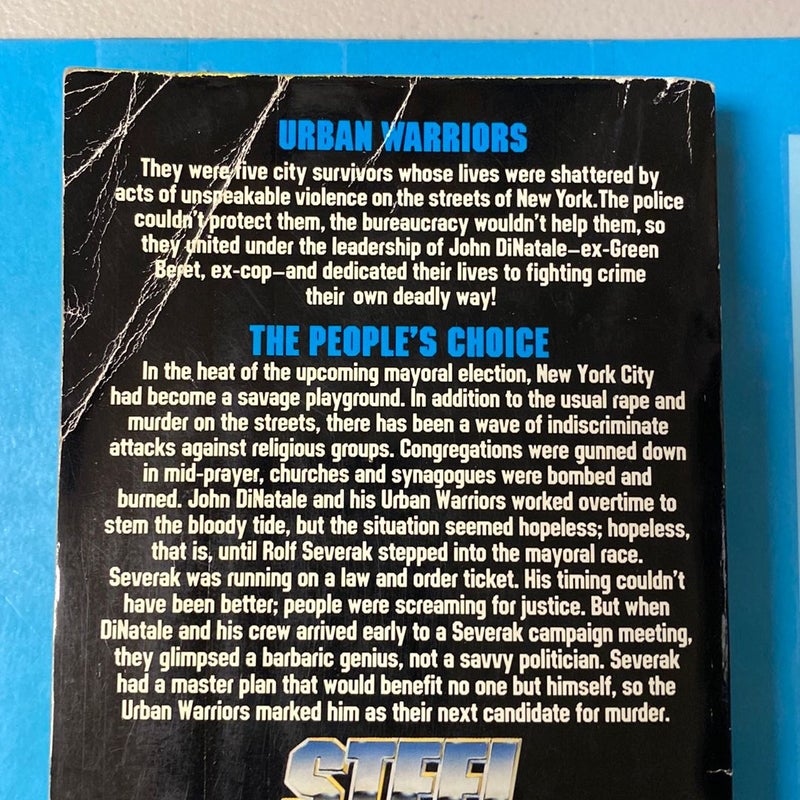 URBAN WARRIORS
They were five city survivors whose lives were shattered by
acts of unspeakable violence on the streets of New York.The police
couldn't protect them, the bureaucracy wouldn't help them, so
they united under the leadership of John DiNatale—ex-Green
Beret, ex-cop—and dedicated their lives to fighting crime
their own deadly way!
THE PEOPLE'S CHOICE
In the heat of the upcoming mayoral election, New York City
had become a savage playground. In addition to the usual rape and
murder on the streets, there has been a wave of indiscriminate
attacks against religious groups. Congregations were gunned down
in mid-prayer, churches and synagogues were bombed and
burned. John DiNatale and his Urban Warriors worked overtime to
stem the bloody tide, but the situation seemed hopeless; hopeless,
that is, until Rolf Severak stepped into the mayoral race.
Severak was running on a law and order ticket. His timing couldn't
have been better; people were screaming for justice. But when
DiNatale and his crew arrived early to a Severak campaign meeting,
they glimpsed a barbaric genius, not a savvy politician. Severak
had a master plan that would benefit no one but himself, so the
Urban Warriors marked him as their next candidate for murder.
STEEL